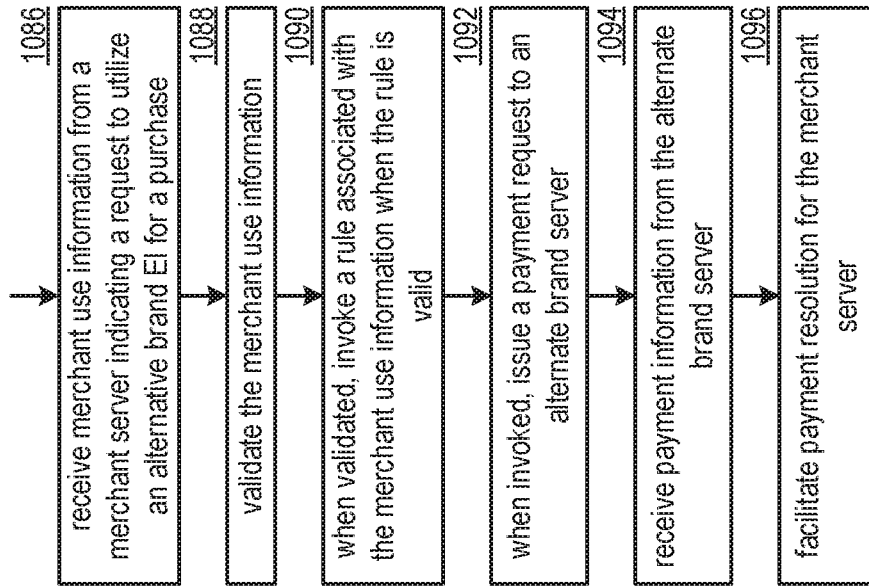 1086
receive merchant use information from a
merchant server indicating a request to utilize
an alternative brand EI for a purchase
1088
validate the merchant use information
1090
when validated, invoke a rule associated with
the merchant use information when the rule is
valid
1092
when invoked, issue a payment request to an
alternate brand server
1094
receive payment information from the alternate
brand server
1096
facilitate payment resolution for the merchant
server